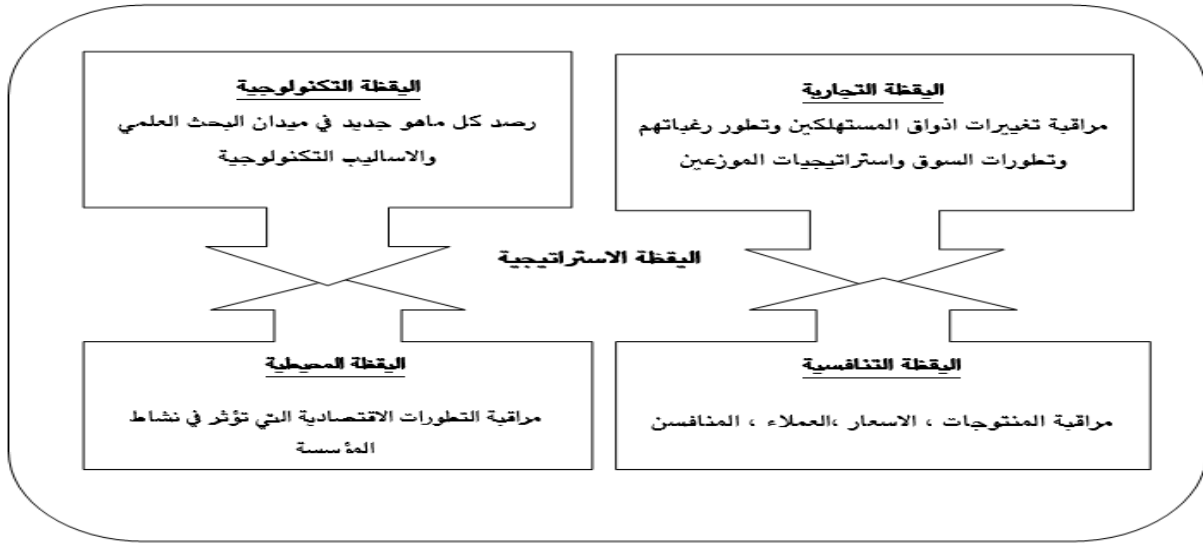 اليقظة التجارية
مراقبة تغييرات اذواق المستهلكين وتطور رغباتهم
وتطورات السوق واستراتيجيات الموزعين
اليقظة التكنولوجية
رصد كل ماهو جديد في ميدان البحث العلمي
والاساليب التكنولوجية
اليقظة الاستراتيجية
اليقظة التنافسية
مراقبة المنتوجات ، الاسعار ،العملاء ، المنافسن
اليقظة المحيطية
مراقبة التطورات الاقتصادية التي تؤثر في نشاط
المؤسسة